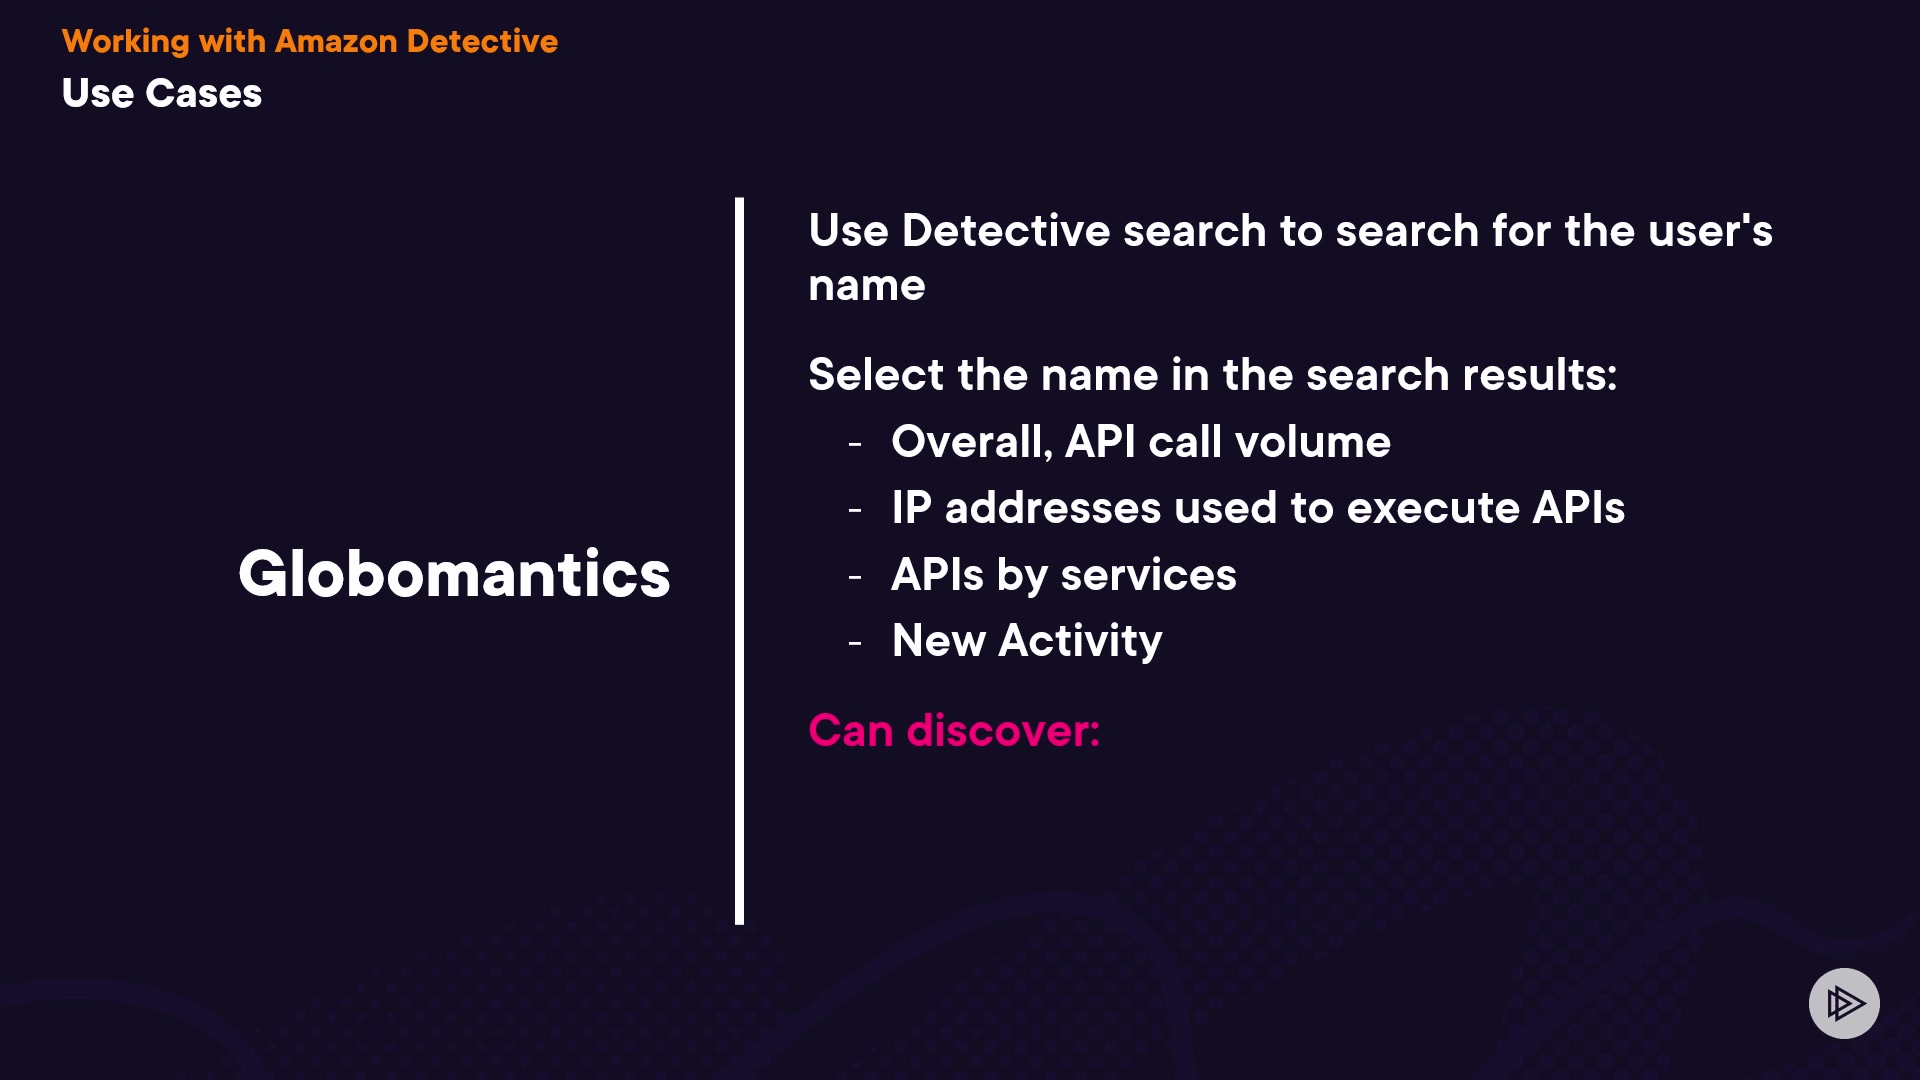 Working with Amazon Detective
Use Cases
Globomantics
Use Detective search to search for the user's
name
Select the name in the search results:
- Overall, API call volume
- IP addresses used to execute APIs
- APIs by services
- New Activity
Can discover: